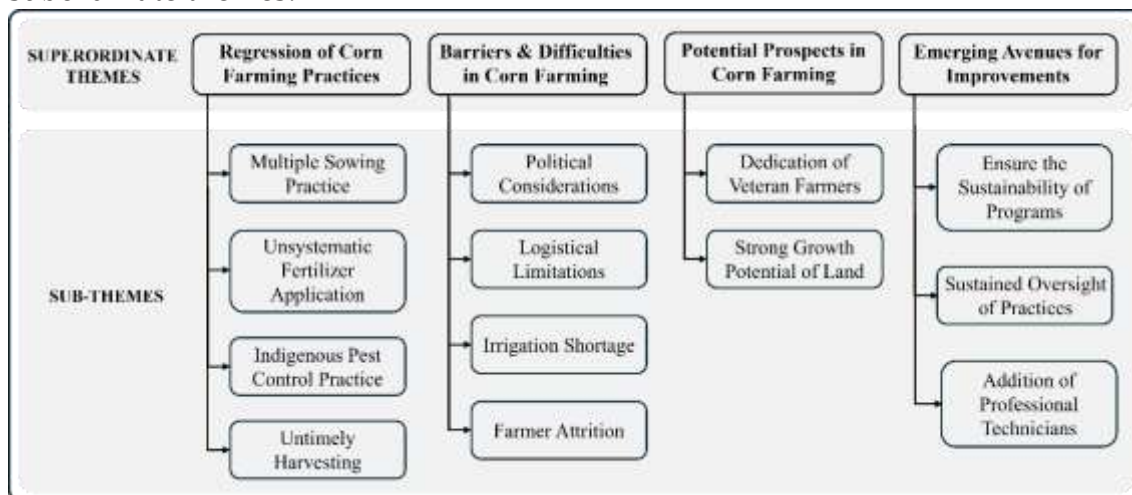 SUPERORDINATE
THEMES
Regression of Corn
Farming Practices
Barriers & Difficulties
in Corn Farming
Potential Prospects in
Corn Farming
Emerging Avenues for
Improvements
SUB-THEMES
Multiple Sowing
Practice
Unsystematic
Fertilizer
Application
Indigenous Pest
Control Practice
Untimely
Harvesting
Political
Considerations
Logistical
Limitations
Irrigation Shortage
Farmer Attrition
Dedication of
Veteran Farmers
Strong Growth
Potential of Land
Ensure the
Sustainability of
Programs
Sustained Oversight
of Practices
Addition of
Professional
Technicians